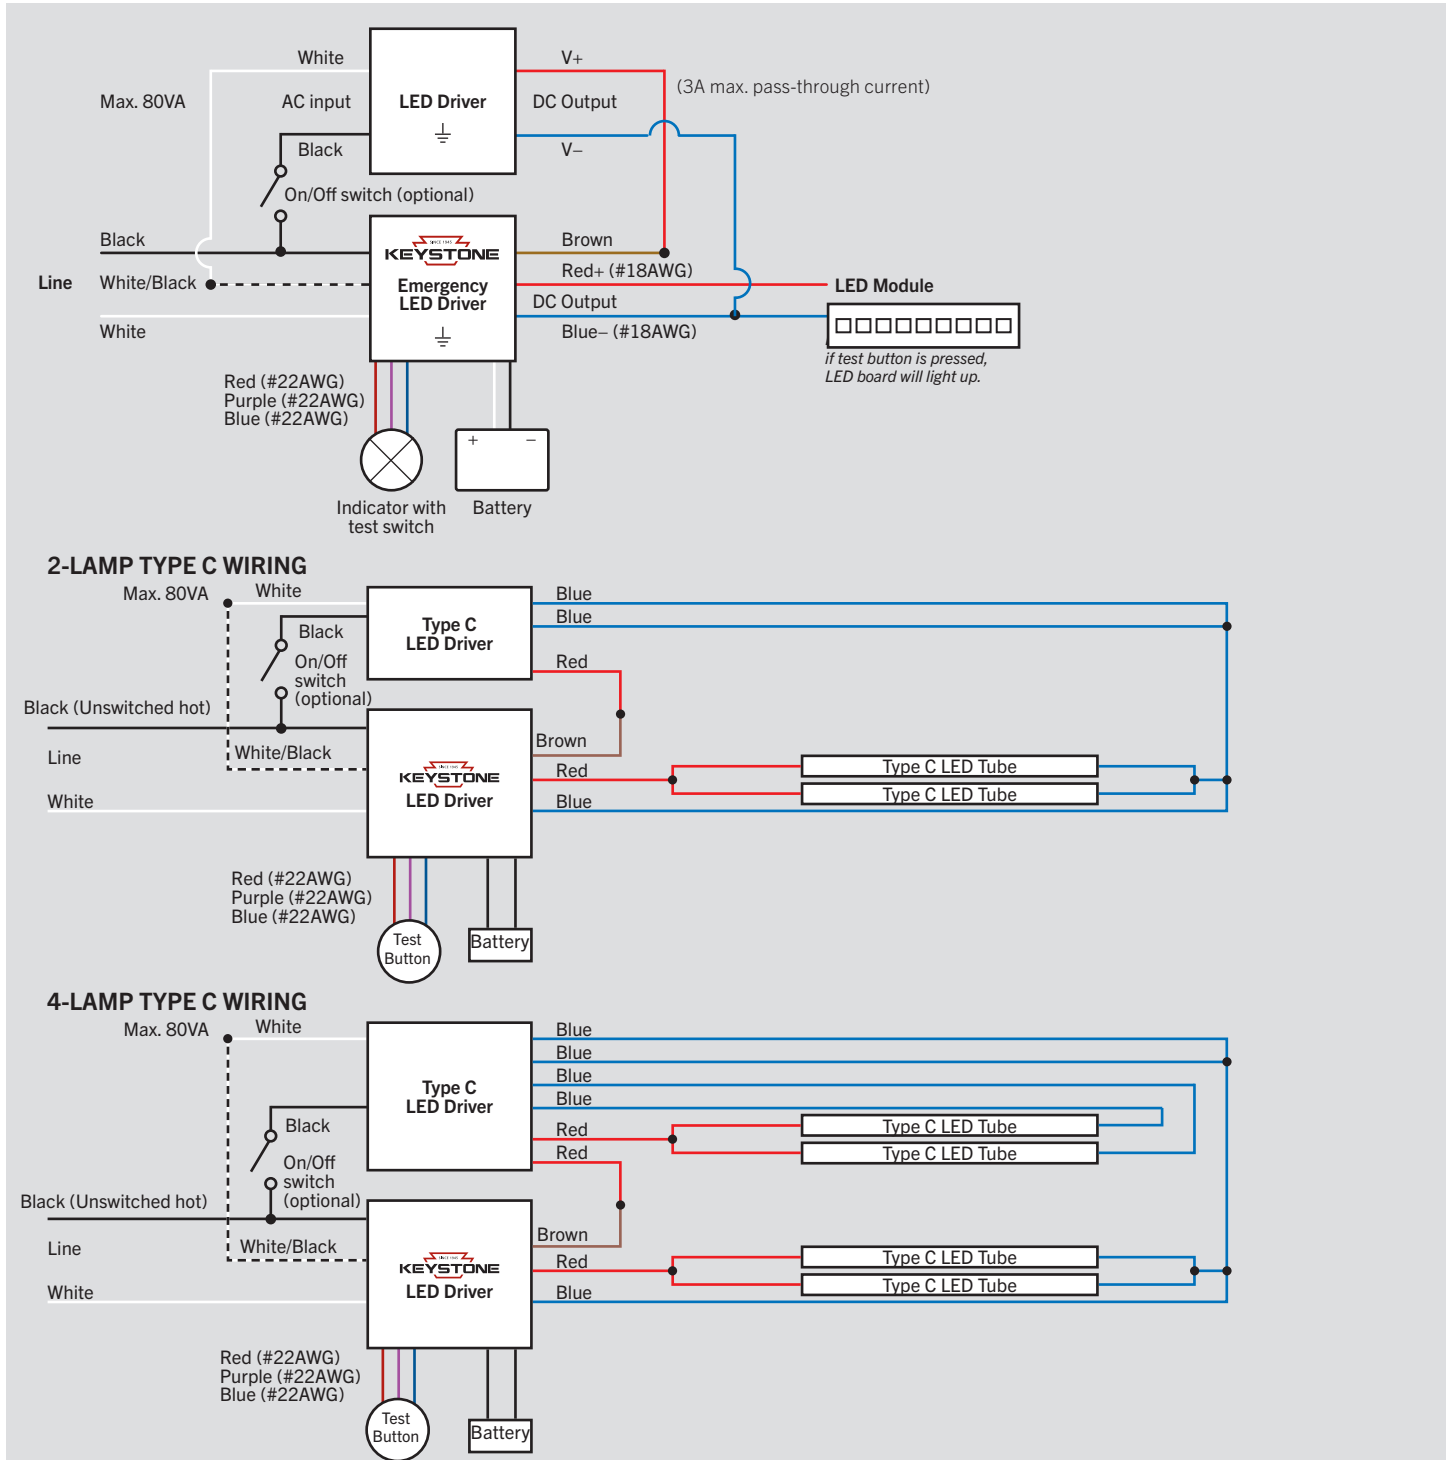 White
V+
(3A max. pass-through current)
Max. 80VA
AC input
LED Driver
DC Output
Black
V–
On/Off switch (optional)
Black
SINCE 1945
KEYSTONE
Brown
Red+ (#18AWG)
Line
White/Black
Emergency
LED Driver
DC Output
LED Module
White
Blue– (#18AWG)
if test button is pressed,
LED board will light up.
Red (#22AWG)
Purple (#22AWG)
Blue (#22AWG)
+ –
Indicator with
test switch
Battery
2-LAMP TYPE C WIRING
Max. 80VA
White
Blue
Blue
Type C
LED Driver
Black
On/Off
switch
(optional)
Red
Black (Unswitched hot)
Brown
Line
White/Black
SINCE 1945
KEYSTONE
LED Driver
Red
Type C LED Tube
Type C LED Tube
White
Blue
Red (#22AWG)
Purple (#22AWG)
Blue (#22AWG)
Test
Button
Battery
4-LAMP TYPE C WIRING
Max. 80VA
White
Blue
Blue
Blue
Blue
Type C
LED Driver
Black
Red
Red
Type C LED Tube
Type C LED Tube
On/Off
switch
(optional)
Black (Unswitched hot)
Brown
Line
White/Black
SINCE 1945
KEYSTONE
LED Driver
Red
Type C LED Tube
Type C LED Tube
White
Blue
Red (#22AWG)
Purple (#22AWG)
Blue (#22AWG)
Test
Button
Battery